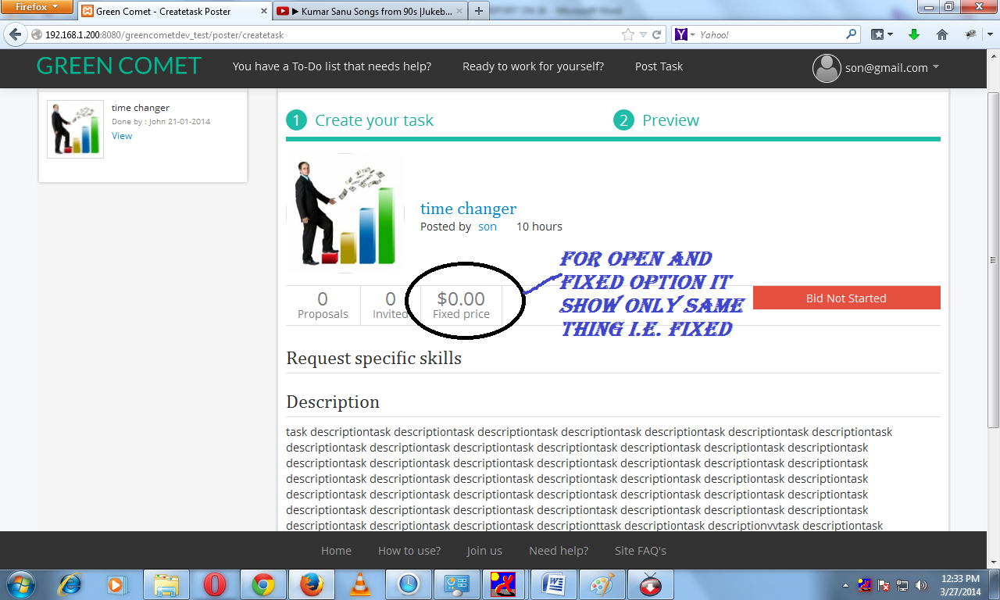 Firefox
Green Comet - Createtask Poster
▶ Kumar Sanu Songs from 90s |Jukeb...
192.168.1.200:8080/greencometdev_test/poster/createtask
Yahoo!
GREEN COMET
You have a To-Do list that needs help?
Ready to work for yourself?
Post Task
son@gmail.com
time changer
Done by : John 21-01-2014
View
1 Create your task
2 Preview
time changer
Posted by son 10 hours
0
Proposals
0
Invited
$0.00
Fixed price
FOR OPEN AND
FIXED OPTION IT
SHOW ONLY SAME
THING I.E. FIXED
Bid Not Started
Request specific skills
Description
task descriptiontask descriptiontask descriptiontask descriptiontask descriptiontask descriptiontask descriptiontask
descriptiontask descriptiontask descriptiontask descriptiontask descriptiontask descriptiontask descriptiontask
descriptiontask descriptiontask descriptiontask descriptiontask descriptiontask descriptiontask descriptiontask
descriptiontask descriptiontask descriptiontask descriptiontask descriptiontask descriptiontask descriptiontask
descriptiontask descriptiontask descriptiontask descriptiontask descriptiontask descriptiontask descriptiontask
descriptiontask descriptiontask descriptiontask descriptiontask descriptiontask descriptiontask descriptiontask
descriptiontask descriptiontask descriptiontask descriptionttask descriptiontask descriptionvvtask descriptiontask
Home
How to use?
Join us
Need help?
Site FAQ's
12:33 PM
3/27/2014